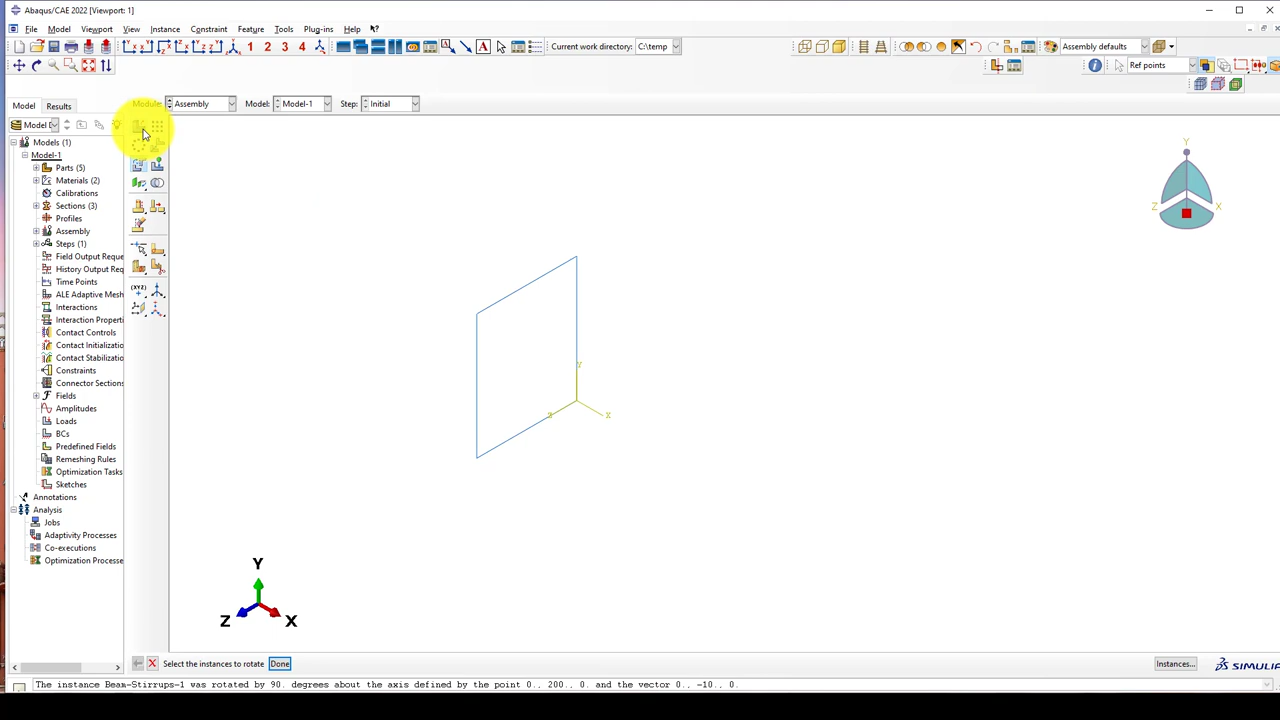 Abaqus/CAE 2022 [Viewport: 1]
File Model Viewport View Instance Constraint Feature Tools Plug-ins Help
1 2 3 4 A Current work directory: C:\temp Assembly defaults
Ref points
Model Results Module: Assembly Model: Model-1 Step: Initial
Model D
Models (1)
Model-1
Parts (5)
Materials (2)
Calibrations
Sections (3)
Profiles
Assembly
Steps (1)
Field Output Reque
History Output Req
Time Points
ALE Adaptive Mesh
Interactions
Interaction Properti
Contact Controls
Contact Initializatio
Contact Stabilizatio
Constraints
Connector Sections
Fields
Amplitudes
Loads
BCs
Predefined Fields
Remeshing Rules
Optimization Tasks
Sketches
Annotations
Analysis
Jobs
Adaptivity Processes
Co-executions
Optimization Processe
(XYZ)
Y
Z X
Y
Y
Z X
Select the instances to rotate Done Instances... SIMULIA
The instance Beam-Stirrups-1 was rotated by 90. degrees about the axis defined by the point 0., 200., 0. and the vector 0., -10., 0.